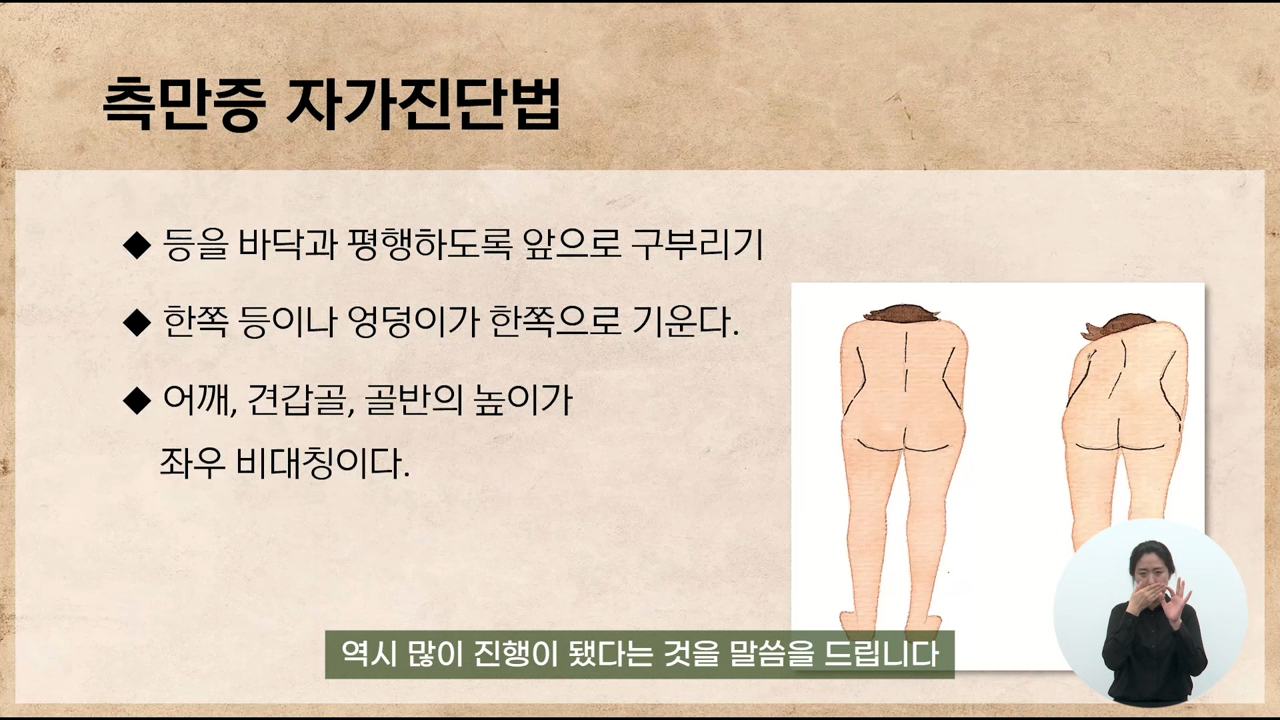 측만증 자가진단법
◆ 등을 바닥과 평행하도록 앞으로 구부리기
◆ 한쪽 등이나 엉덩이가 한쪽으로 기운다.
◆ 어깨, 견갑골, 골반의 높이가
좌우 비대칭이다.
역시 많이 진행이 됐다는 것을 말씀을 드립니다